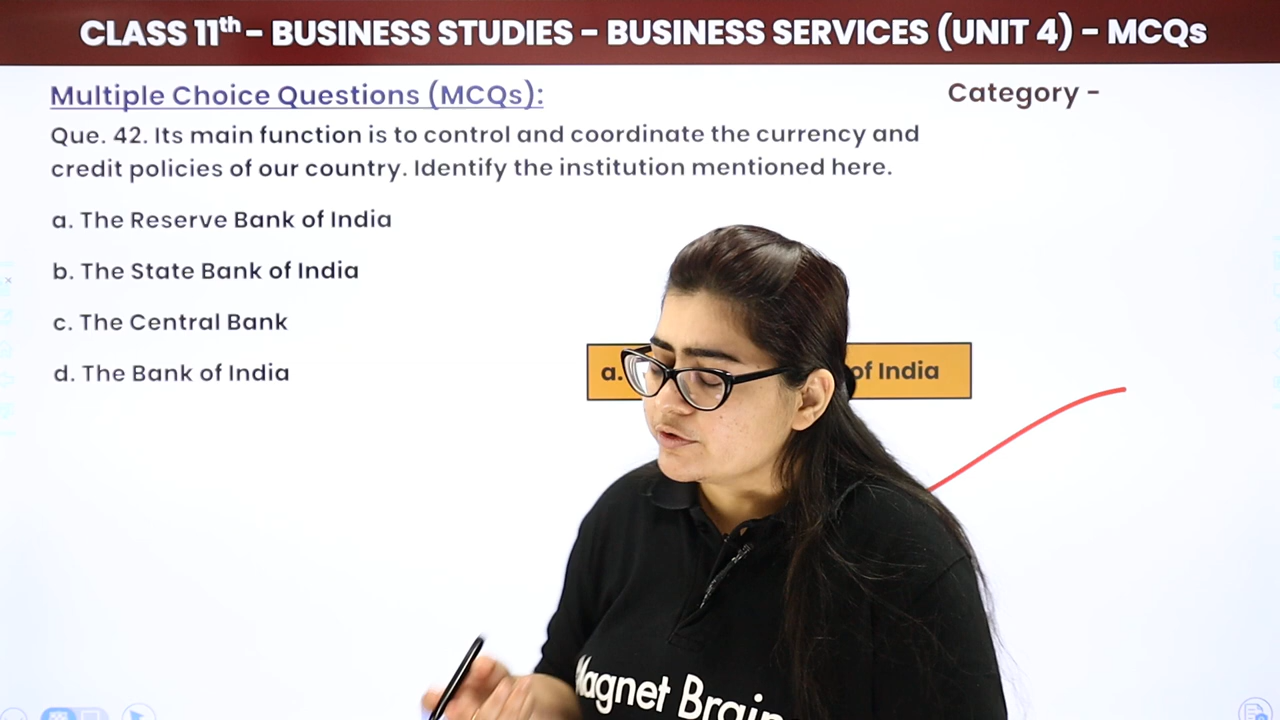 CLASS 11th – BUSINESS STUDIES – BUSINESS SERVICES (UNIT 4) – MCQs
Multiple Choice Questions (MCQs):
Category –
Que. 42. Its main function is to control and coordinate the currency and
credit policies of our country. Identify the institution mentioned here.
a. The Reserve Bank of India
b. The State Bank of India
c. The Central Bank
d. The Bank of India
a. of India
Magnet Brain